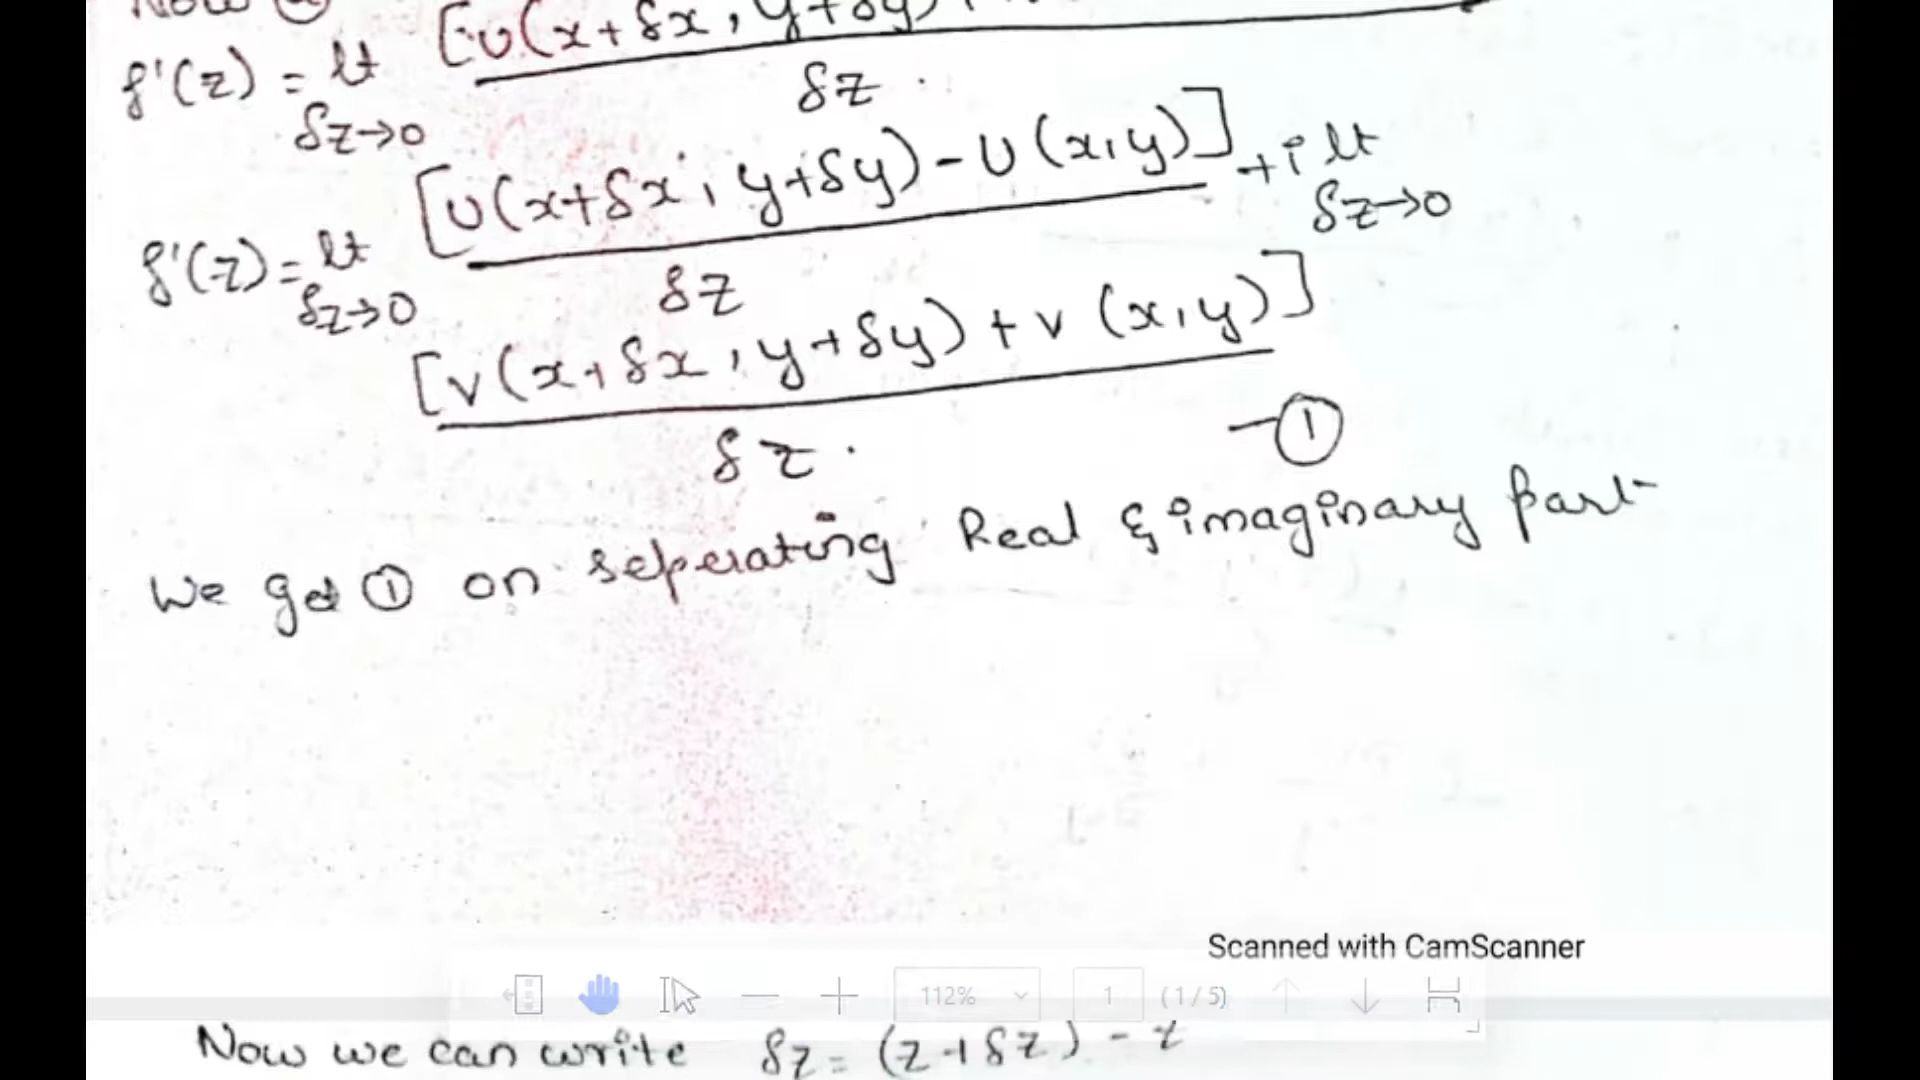 Now ②
f'(z) = lt [u(x+δx, y+δy)
δz→0 δz
f'(z) = lt [u(x+δx, y+δy) - u(x,y)] + i lt
δz→0 δz δz→0
[v(x+δx, y+δy) + v(x,y)]
δz. -①
We get ① on seperating Real & imaginary part
Scanned with CamScanner
112% 1 (1/5)
Now we can write δz = (z+δz) - z